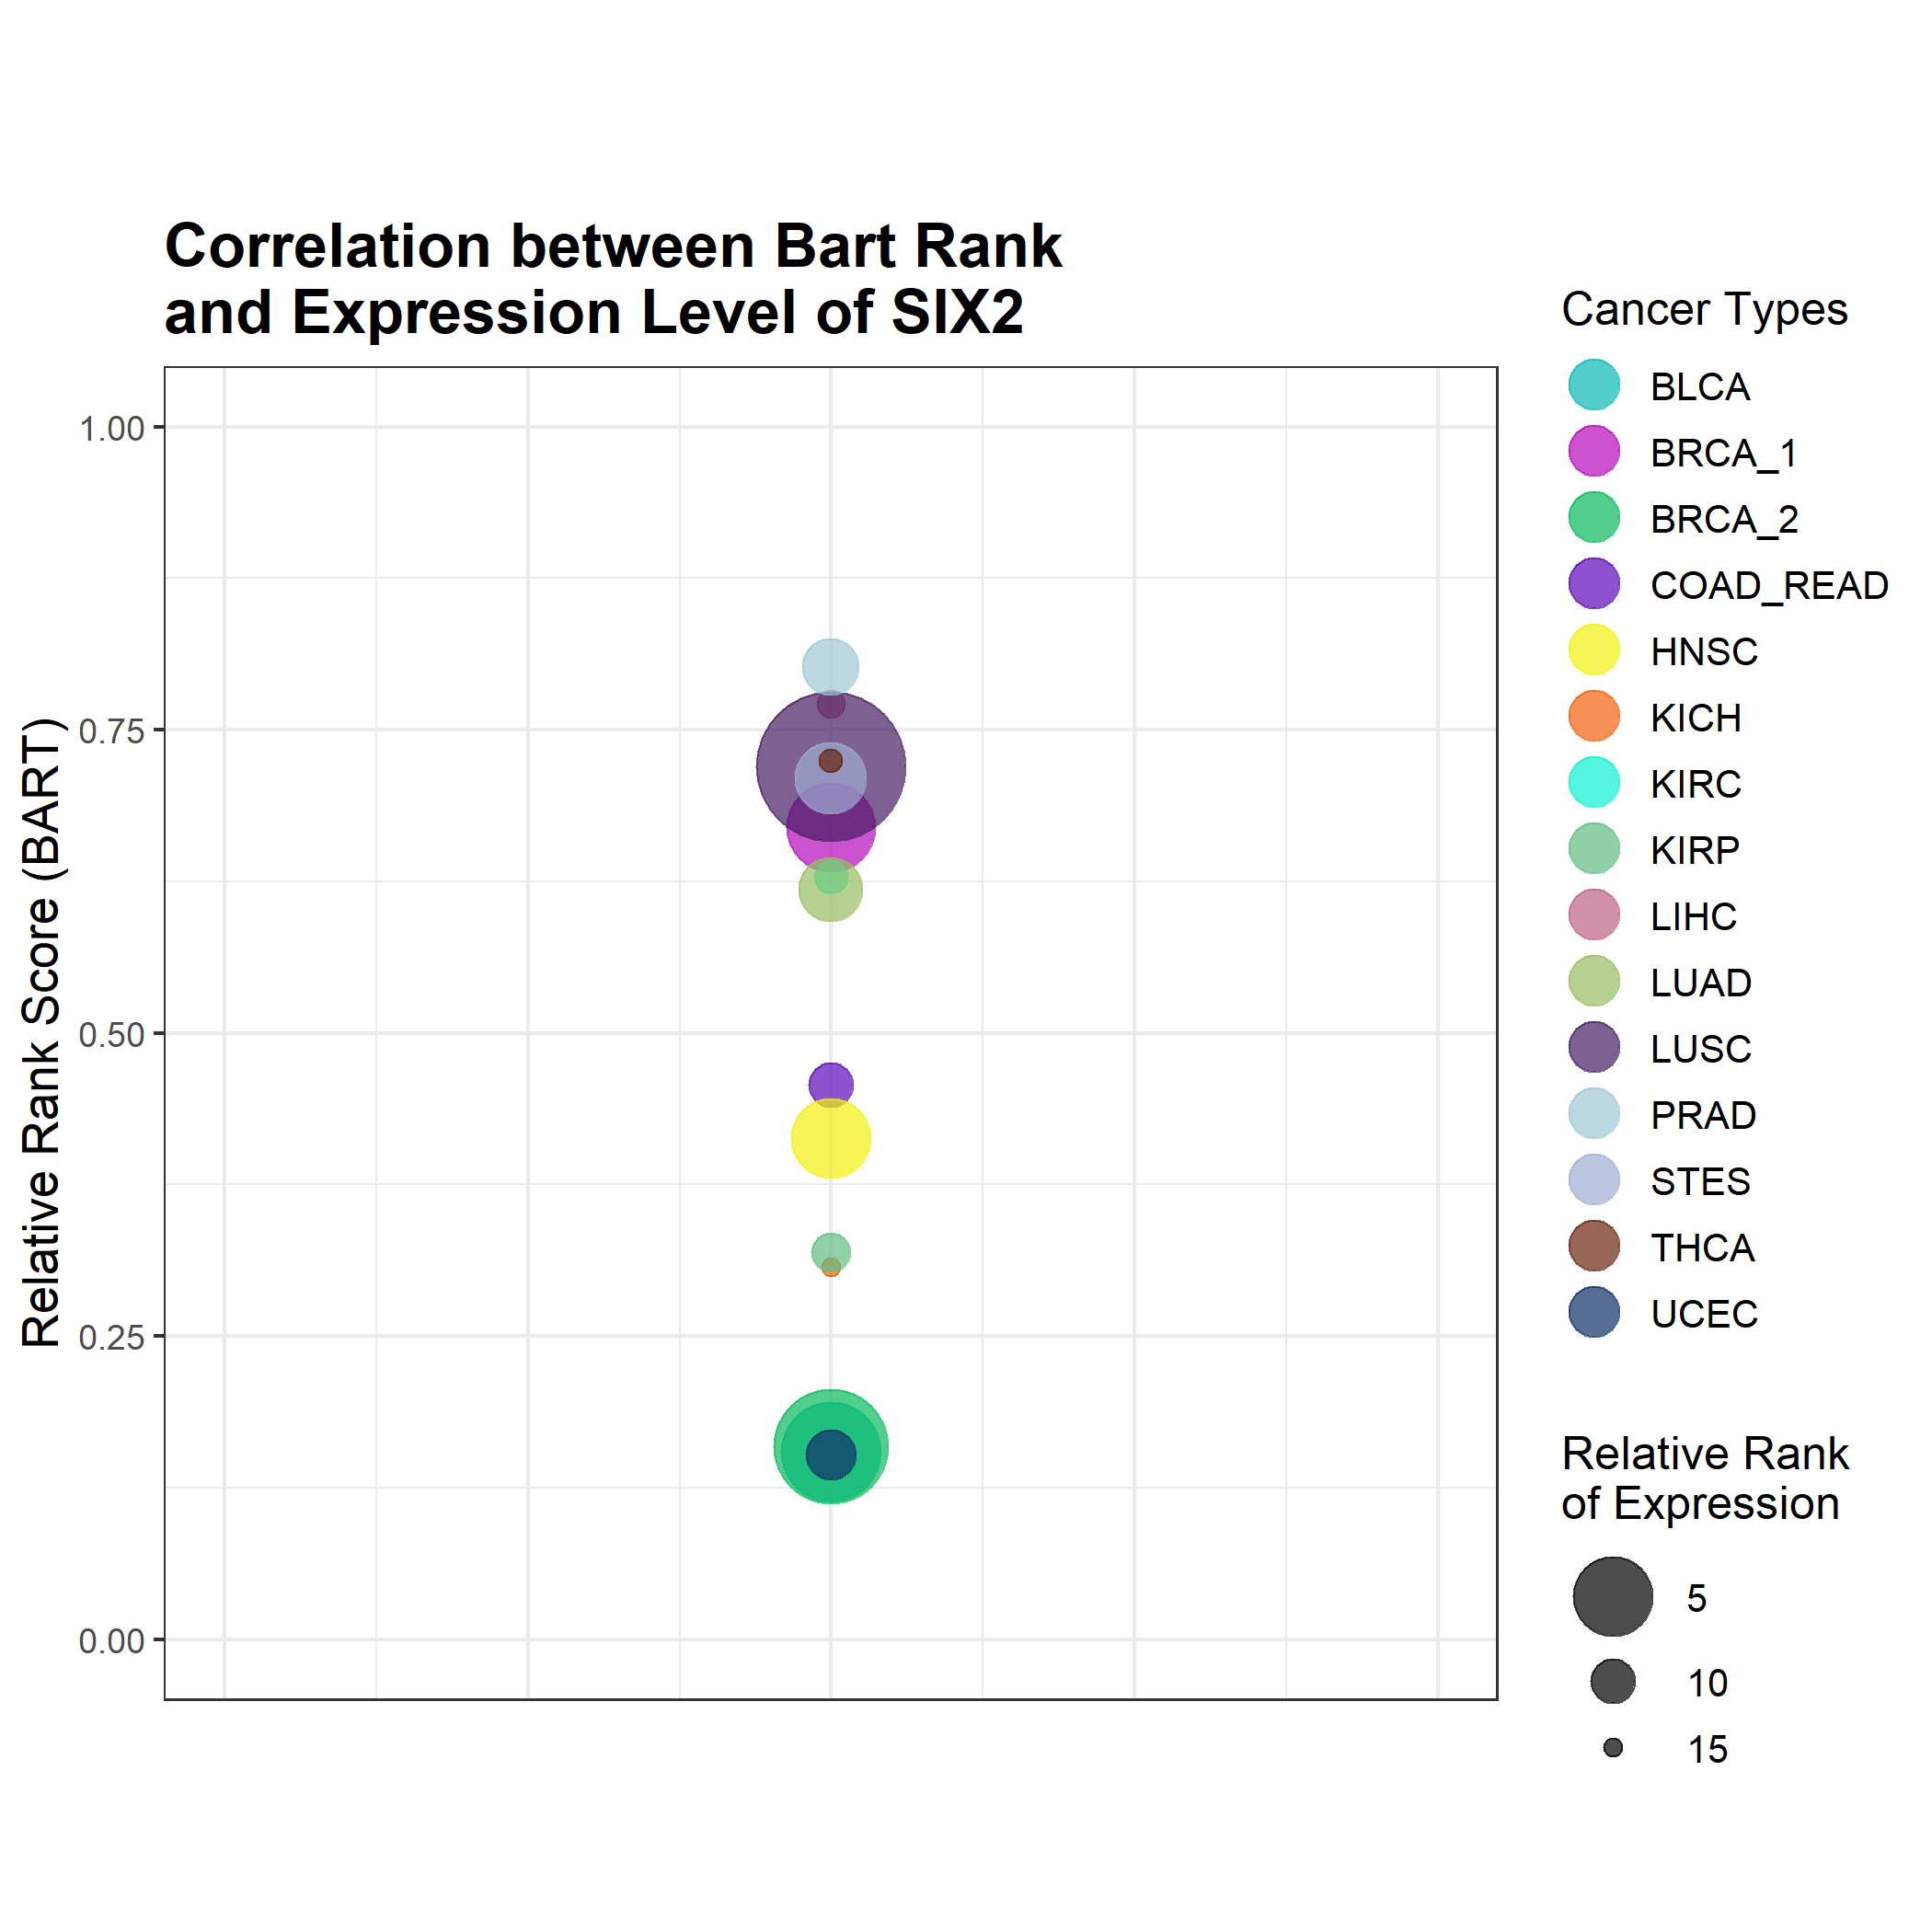 Correlation between Bart Rank
and Expression Level of SIX2
Relative Rank Score (BART)
1.00
0.75
0.50
0.25
0.00
Cancer Types
BLCA
BRCA_1
BRCA_2
COAD_READ
HNSC
KICH
KIRC
KIRP
LIHC
LUAD
LUSC
PRAD
STES
THCA
UCEC
Relative Rank
of Expression
5
10
15